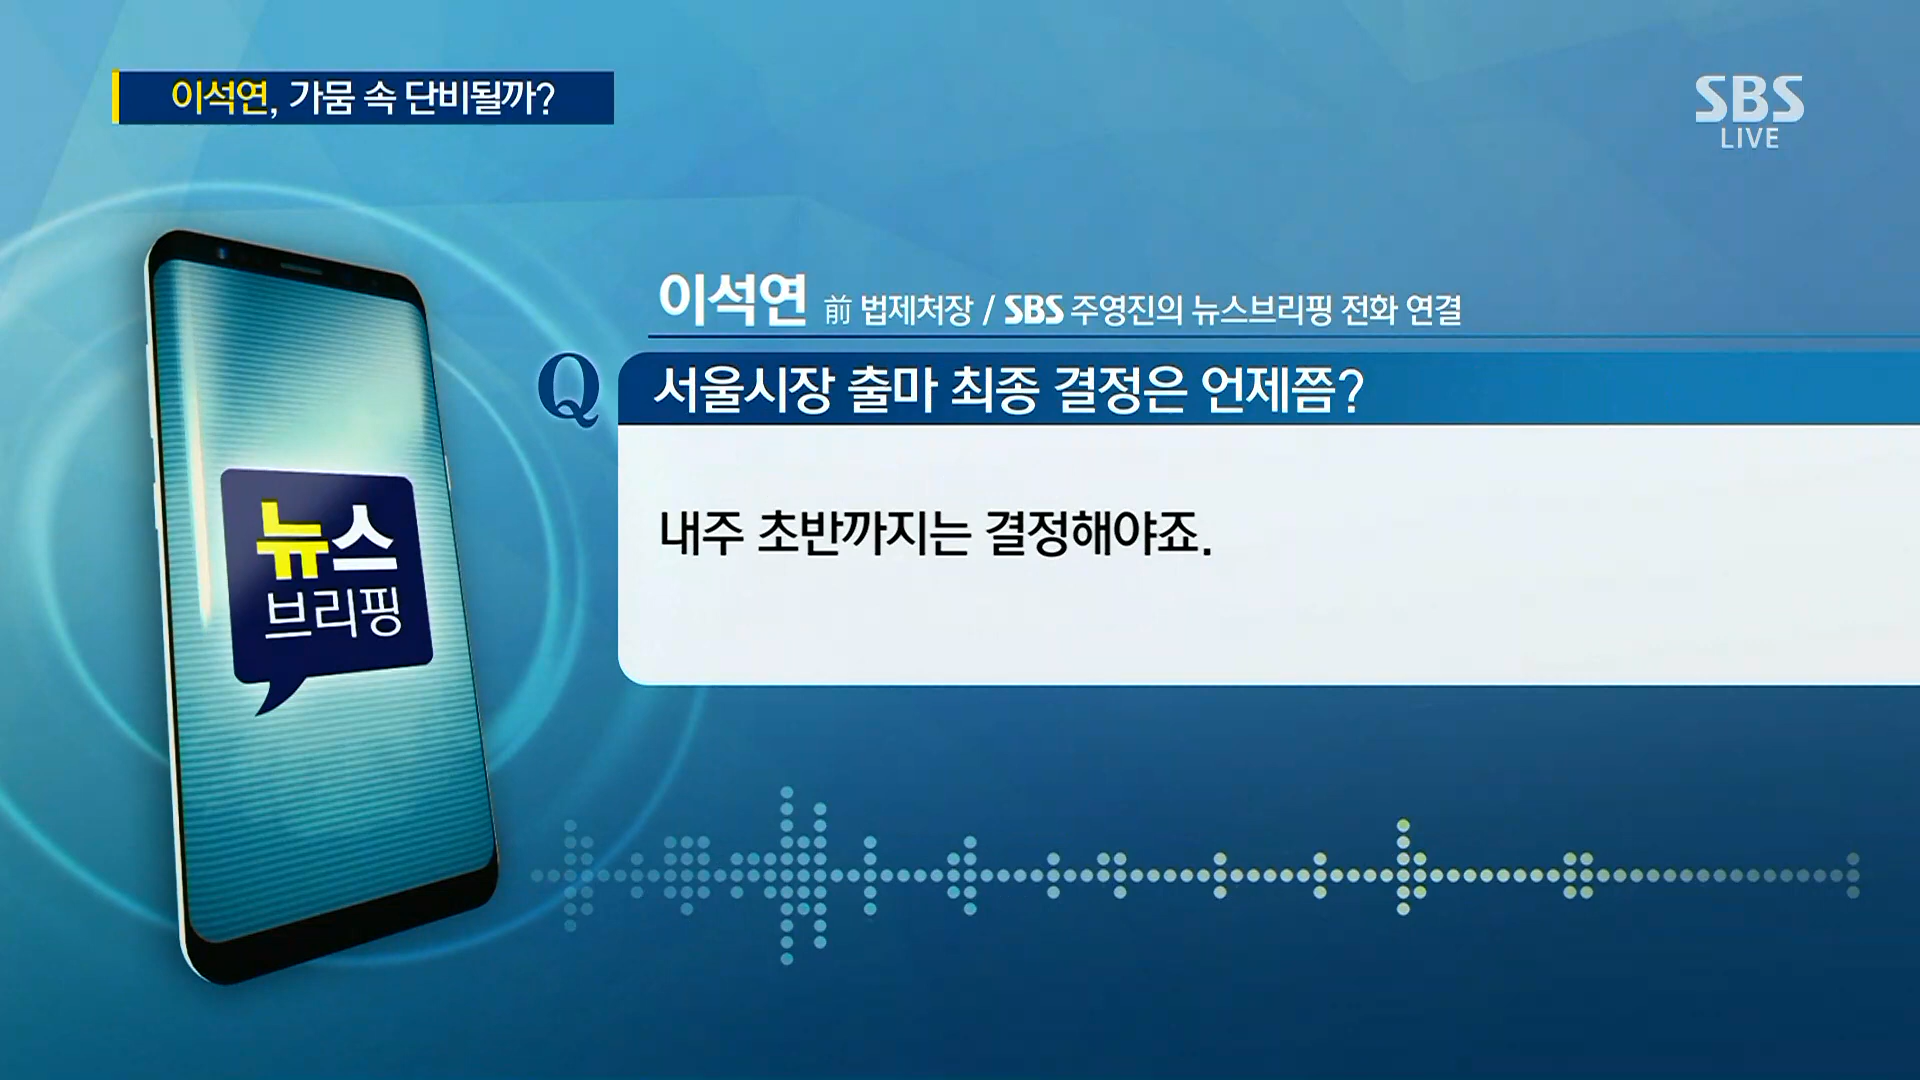 이석연, 가뭄 속 단비될까?
SBS
LIVE
이석연 前 법제처장 / SBS 주영진의 뉴스브리핑 전화 연결
Q 서울시장 출마 최종 결정은 언제쯤?
내주 초반까지는 결정해야죠.
뉴스
브리핑